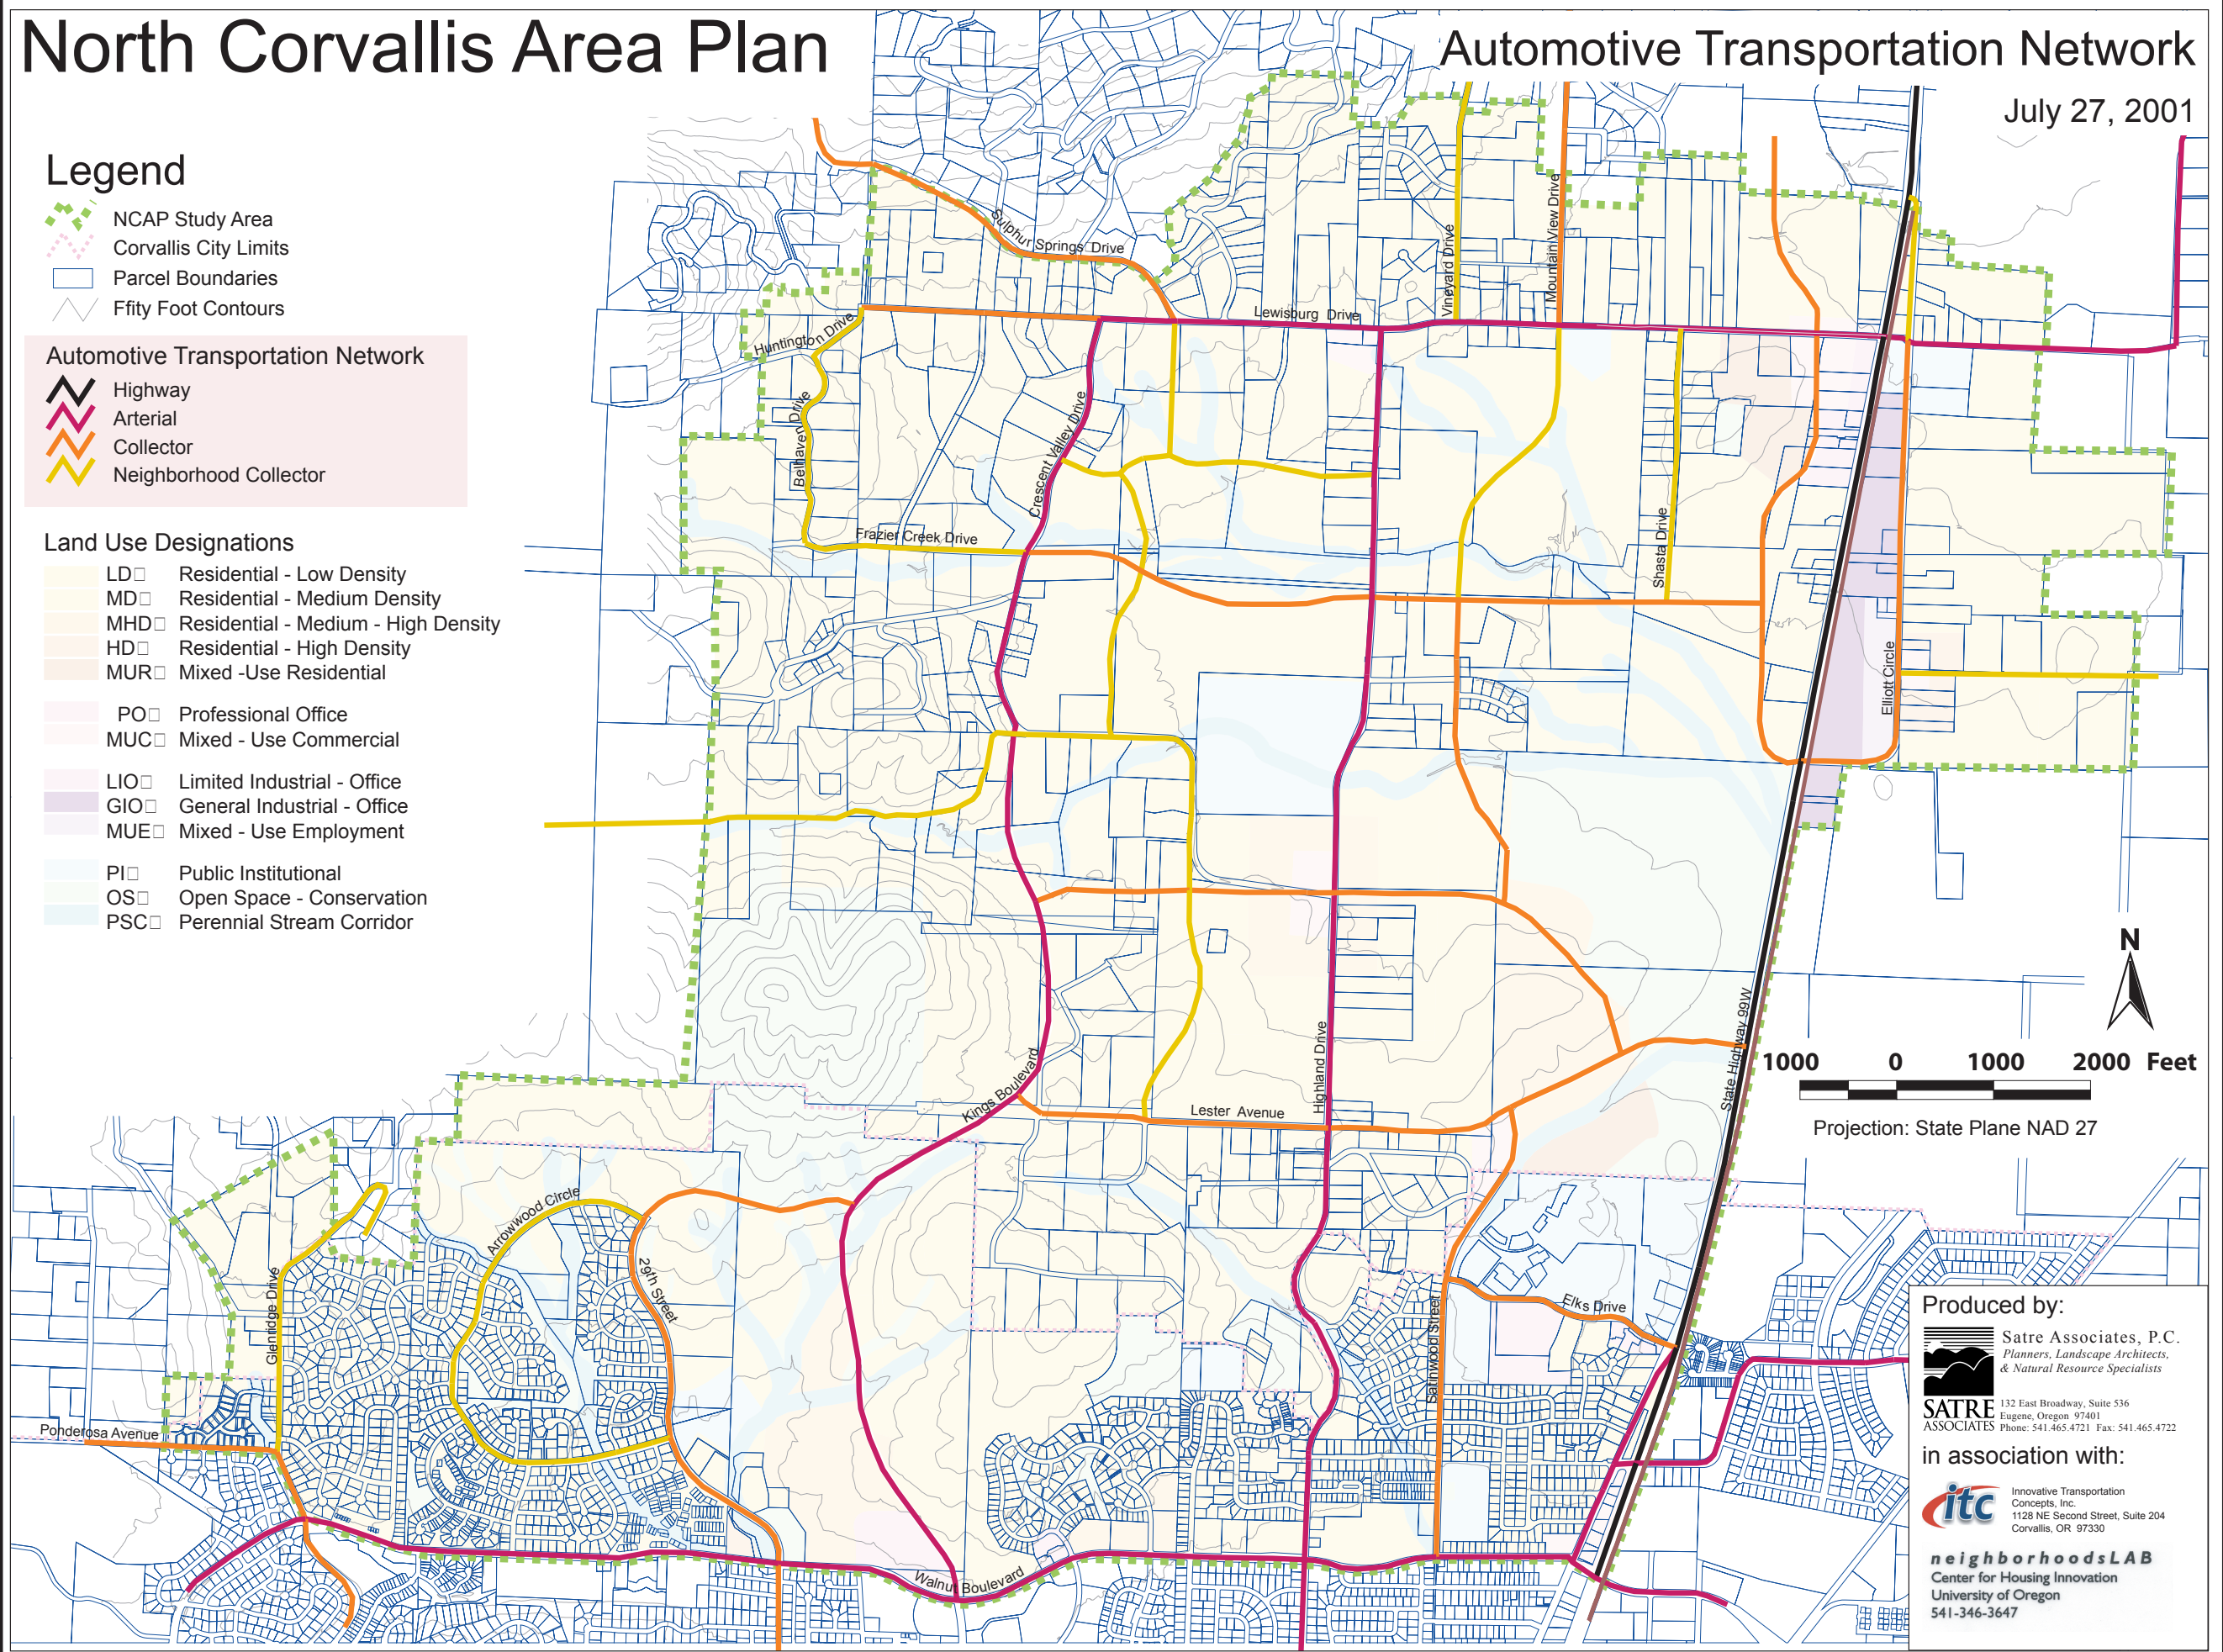 North Corvallis Area Plan
Automotive Transportation Network
July 27, 2001
Legend
NCAP Study Area
Corvallis City Limits
Parcel Boundaries
Ffity Foot Contours
Automotive Transportation Network
Highway
Arterial
Collector
Neighborhood Collector
Land Use Designations
LD□ Residential - Low Density
MD□ Residential - Medium Density
MHD□ Residential - Medium - High Density
HD□ Residential - High Density
MUR□ Mixed -Use Residential
PO□ Professional Office
MUC□ Mixed - Use Commercial
LIO□ Limited Industrial - Office
GIO□ General Industrial - Office
MUE□ Mixed - Use Employment
PI□ Public Institutional
OS□ Open Space - Conservation
PSC□ Perennial Stream Corridor
Sulphur Springs Drive
Vineyard Drive
Mountain View Drive
Lewisburg Drive
Huntington Drive
Belhaven Drive
Crescent Valley Drive
Frazier Creek Drive
Shasta Drive
Elliott Circle
State Highway 99W
Highland Drive
Kings Boulevard
Lester Avenue
Arrowwood Circle
29th Street
Glenridge Drive
Satinwood Street
Elks Drive
Ponderosa Avenue
Walnut Boulevard
N
1000 0 1000 2000 Feet
Projection: State Plane NAD 27
Produced by:
Satre Associates, P.C.
Planners, Landscape Architects,
& Natural Resource Specialists
SATRE
ASSOCIATES
132 East Broadway, Suite 536
Eugene, Oregon 97401
Phone: 541.465.4721 Fax: 541.465.4722
in association with:
itc
Innovative Transportation
Concepts, Inc.
1128 NE Second Street, Suite 204
Corvallis, OR 97330
neighborhoodsLAB
Center for Housing Innovation
University of Oregon
541-346-3647